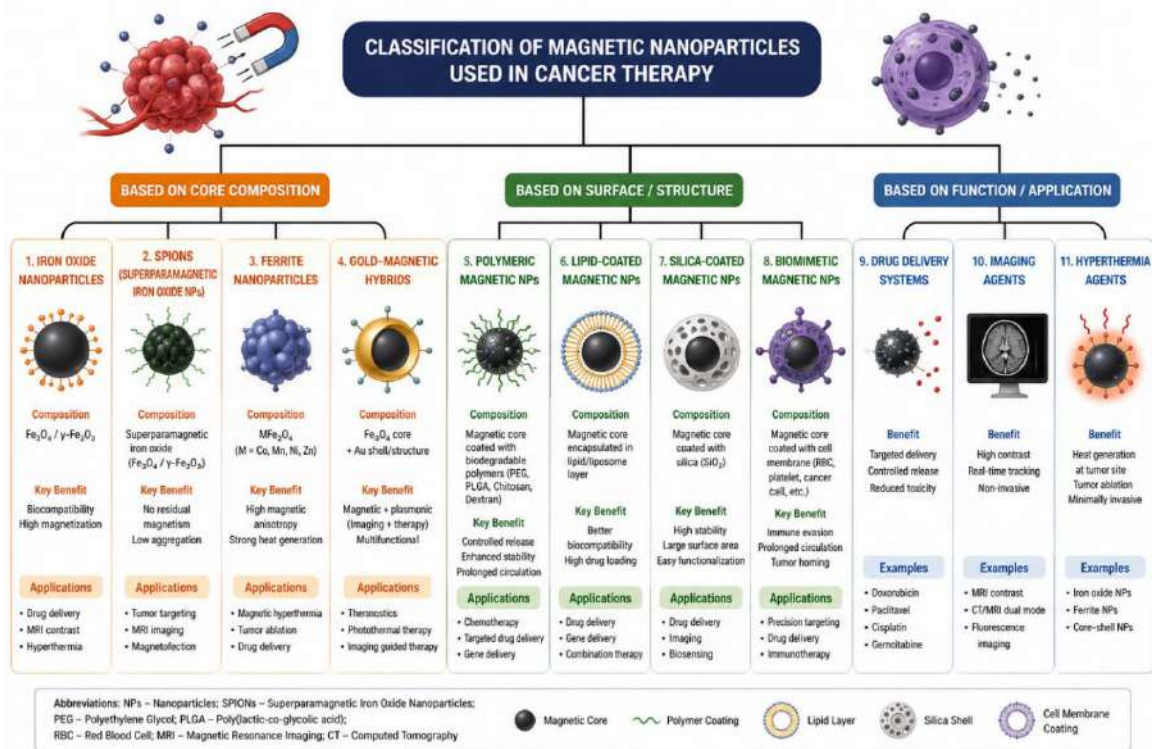 CLASSIFICATION OF MAGNETIC NANOPARTICLES
USED IN CANCER THERAPY
BASED ON CORE COMPOSITION
BASED ON SURFACE / STRUCTURE
BASED ON FUNCTION / APPLICATION
1. IRON OXIDE
NANOPARTICLES
Composition
Fe₃O₄ / γ-Fe₂O₃
Key Benefit
Biocompatibility
High magnetization
Applications
• Drug delivery
• MRI contrast
• Hyperthermia
2. SPIONS
(SUPERPARAMAGNETIC
IRON OXIDE NPs)
Composition
Superparamagnetic
iron oxide
(Fe₃O₄ / γ-Fe₂O₃)
Key Benefit
No residual
magnetism
Low aggregation
Applications
• Tumor targeting
• MRI imaging
• Magnetofection
3. FERRITE
NANOPARTICLES
Composition
MFe₂O₄
(M = Co, Mn, Ni, Zn)
Key Benefit
High magnetic
anisotropy
Strong heat generation
Applications
• Magnetic hyperthermia
• Tumor ablation
• Drug delivery
4. GOLD–MAGNETIC
HYBRIDS
Composition
Fe₃O₄ core
+ Au shell/structure
Key Benefit
Magnetic + plasmonic
(Imaging + therapy)
Multifunctional
Applications
• Theranostics
• Photothermal therapy
• Imaging guided therapy
5. POLYMERIC
MAGNETIC NPs
Composition
Magnetic core
coated with
biodegradable
polymers (PEG,
PLGA, Chitosan,
Dextran)
Key Benefit
Controlled release
Enhanced stability
Prolonged circulation
Applications
• Chemotherapy
• Targeted drug delivery
• Gene delivery
6. LIPID-COATED
MAGNETIC NPs
Composition
Magnetic core
encapsulated in
lipid/liposome
layer
Key Benefit
Better
biocompatibility
High drug loading
Applications
• Drug delivery
• Gene delivery
• Combination therapy
7. SILICA-COATED
MAGNETIC NPs
Composition
Magnetic core
coated with
silica (SiO₂)
Key Benefit
High stability
Large surface area
Easy functionalization
Applications
• Drug delivery
• Imaging
• Biosensing
8. BIOMIMETIC
MAGNETIC NPs
Composition
Magnetic core
coated with cell
membrane (RBC,
platelet, cancer
cell, etc.)
Key Benefit
Immune evasion
Prolonged circulation
Tumor homing
Applications
• Precision targeting
• Drug delivery
• Immunotherapy
9. DRUG DELIVERY
SYSTEMS
Benefit
Targeted delivery
Controlled release
Reduced toxicity
Examples
• Doxorubicin
• Paclitaxel
• Cisplatin
• Gemcitabine
10. IMAGING
AGENTS
Benefit
High contrast
Real-time tracking
Non-invasive
Examples
• MRI contrast
• CT/MRI dual mode
• Fluorescence
imaging
11. HYPERTHERMIA
AGENTS
Benefit
Heat generation
at tumor site
Tumor ablation
Minimally invasive
Examples
• Iron oxide NPs
• Ferrite NPs
• Core–shell NPs
Abbreviations: NPs – Nanoparticles; SPIONs – Superparamagnetic Iron Oxide Nanoparticles;
PEG – Polyethylene Glycol; PLGA – Poly(lactic-co-glycolic acid);
RBC – Red Blood Cell; MRI – Magnetic Resonance Imaging; CT – Computed Tomography
Magnetic Core
Polymer Coating
Lipid Layer
Silica Shell
Cell Membrane
Coating